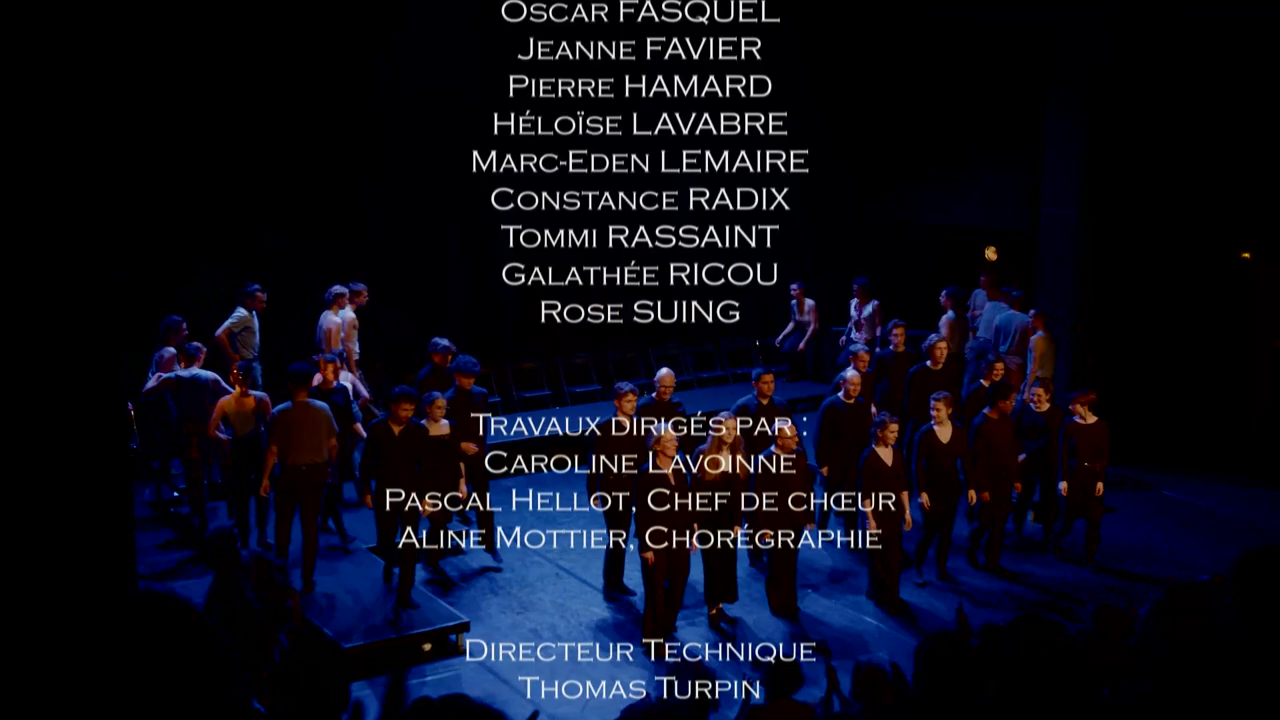 Oscar FASQUEL
Jeanne FAVIER
Pierre HAMARD
Héloïse LAVABRE
Marc-Eden LEMAIRE
Constance RADIX
Tommi RASSAINT
Galathée RICOU
Rose SUING
Travaux dirigés par :
Caroline Lavoinne
Pascal Hellot, Chef de chœur
Aline Mottier, Chorégraphie
Directeur Technique
Thomas Turpin